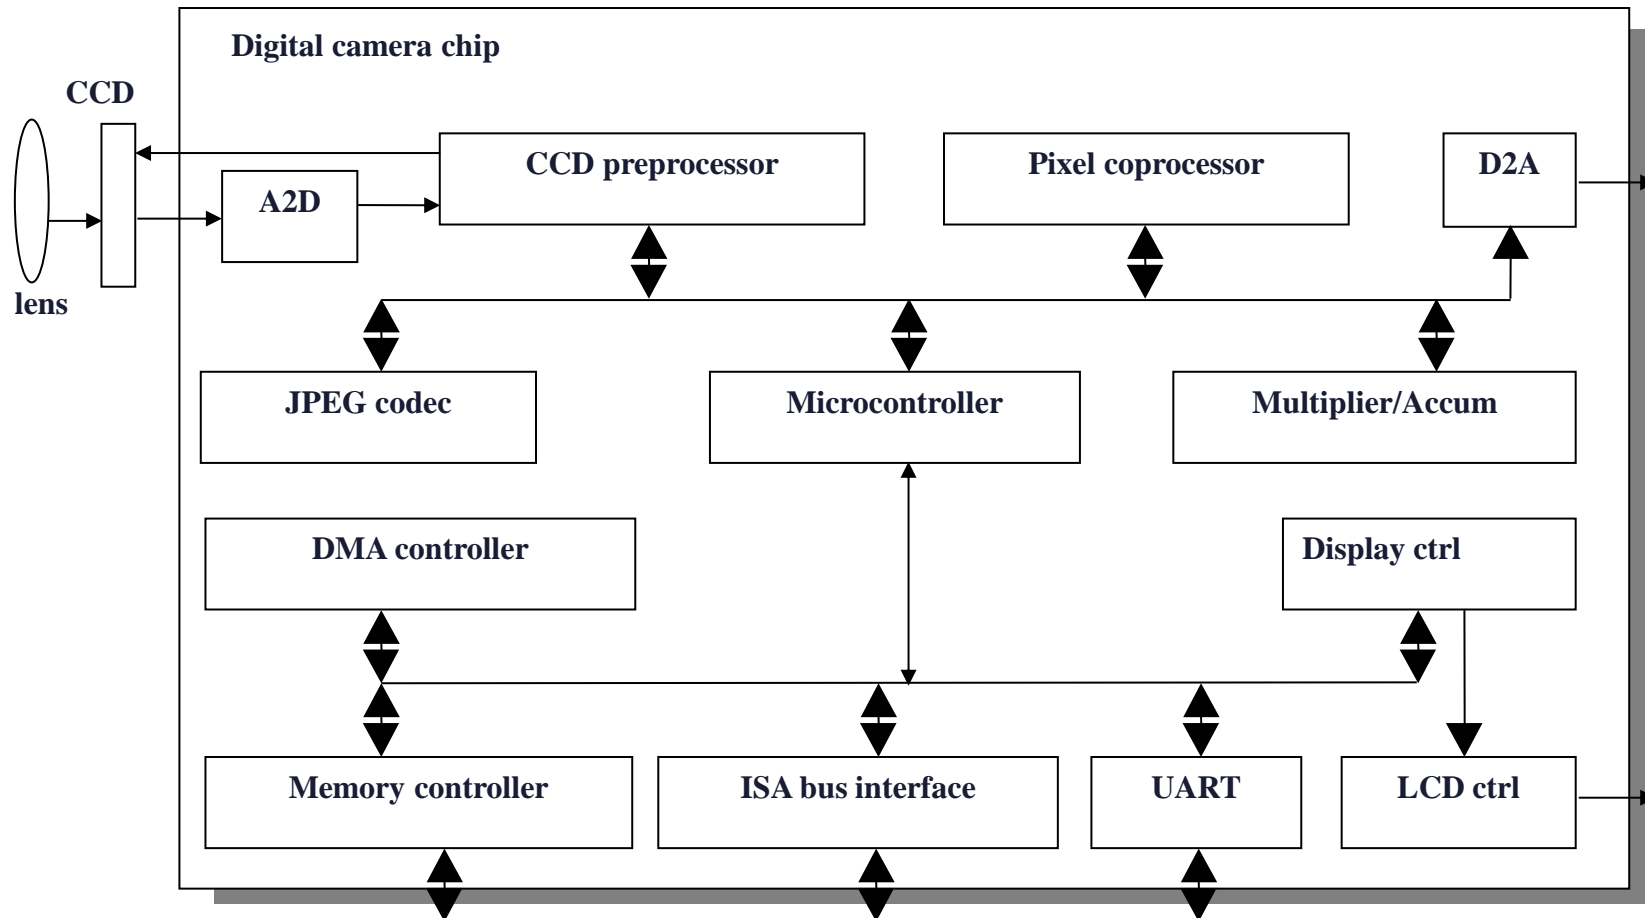 Digital camera chip
CCD
CCD preprocessor
Pixel coprocessor
D2A
A2D
lens
JPEG codec
Microcontroller
Multiplier/Accum
DMA controller
Display ctrl
Memory controller
ISA bus interface
UART
LCD ctrl